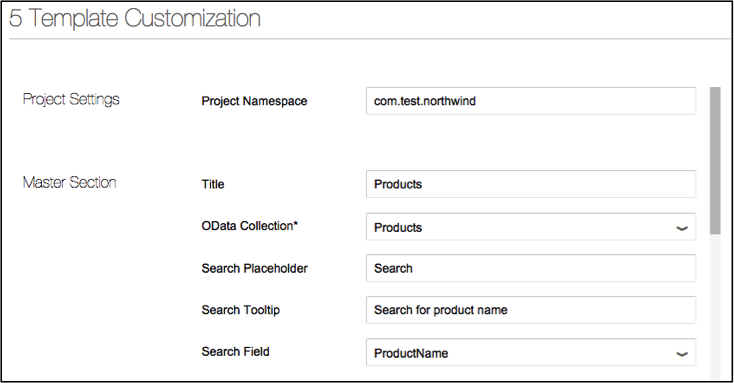 5 Template Customization
Project Settings
Project Namespace
com.test.northwind
Master Section
Title
Products
OData Collection*
Products
Search Placeholder
Search
Search Tooltip
Search for product name
Search Field
ProductName